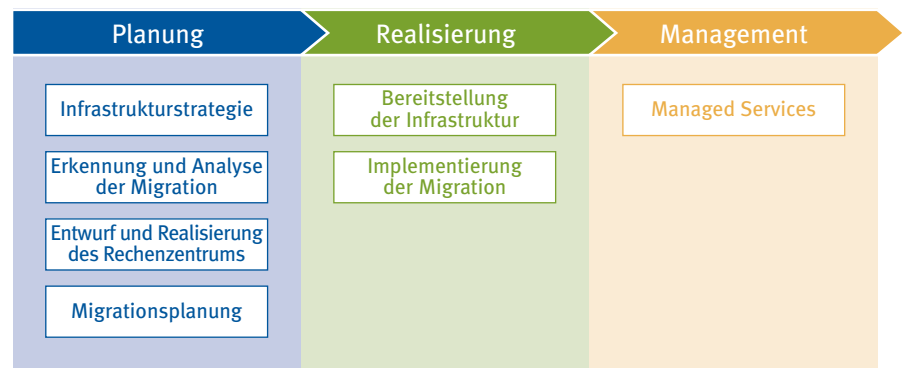 Planung
Realisierung
Management
Infrastrukturstrategie
Erkennung und Analyse
der Migration
Entwurf und Realisierung
des Rechenzentrums
Migrationsplanung
Bereitstellung
der Infrastruktur
Implementierung
der Migration
Managed Services